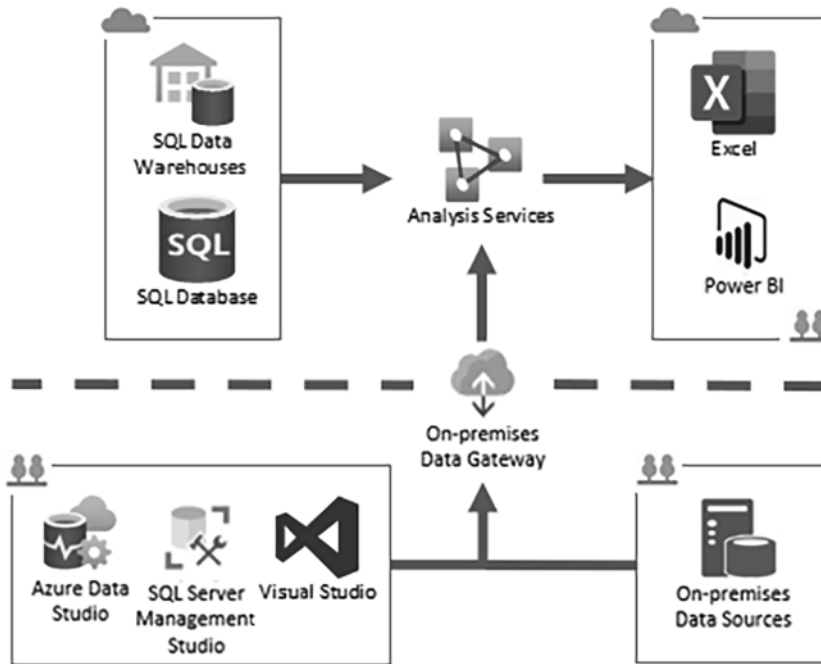 SQL Data
Warehouses
SQL
SQL Database
Analysis Services
X
Excel
Power BI
On-premises
Data Gateway
Azure Data
Studio
SQL Server
Management
Studio
Visual Studio
On-premises
Data Sources